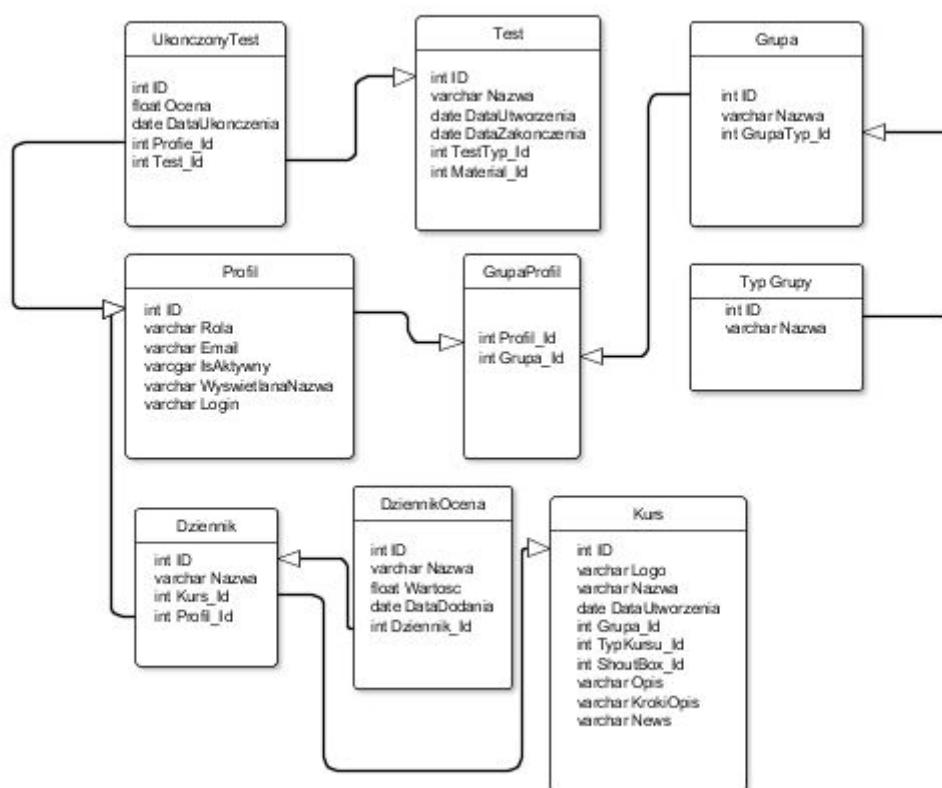 UkonczonyTest
int ID
float Ocena
date DataUkonczenia
int Profie_Id
int Test_Id
Test
int ID
varchar Nazwa
date DataUtworzenia
date DataZakonczenia
int TestTyp_Id
int Material_Id
Grupa
int ID
varchar Nazwa
int GrupaTyp_Id
Profil
int ID
varchar Rola
varchar Email
varcgar IsAktywny
varchar WyswietlanaNazwa
varchar Login
GrupaProfil
int Profil_Id
int Grupa_Id
Typ Grupy
int ID
varchar Nazwa
Dziennik
int ID
varchar Nazwa
int Kurs_Id
int Profil_Id
DziennikOcena
int ID
varchar Nazwa
float Wartosc
date DataDodania
int Dziennik_Id
Kurs
int ID
varchar Logo
varchar Nazwa
date DataUtworzenia
int Grupa_Id
int TypKursu_Id
int ShoutBox_Id
varchar Opis
varchar KrokiOpis
varchar News